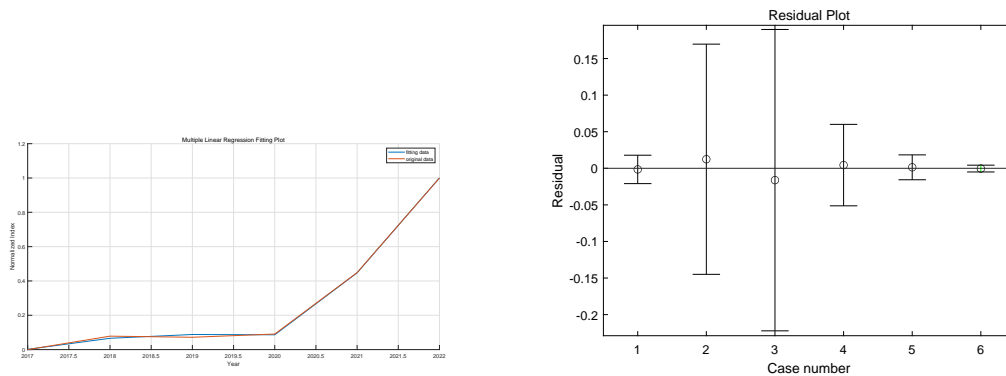 Multiple Linear Regression Fitting Plot
fitting data
original data
Normalized Index
1.2
1
0.8
0.6
0.4
0.2
0
2017 2017.5 2018 2018.5 2019 2019.5 2020 2020.5 2021 2021.5 2022
Year
Residual Plot
Residual
0.15
0.1
0.05
0
-0.05
-0.1
-0.15
-0.2
1 2 3 4 5 6
Case number